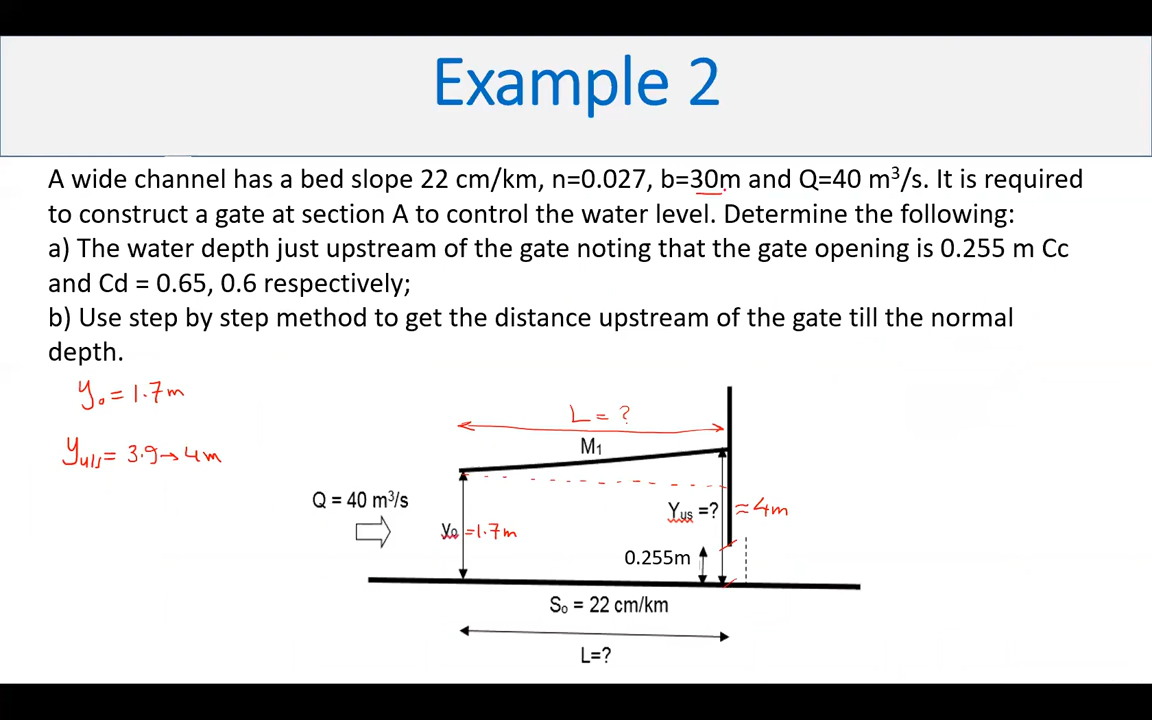 Example 2
A wide channel has a bed slope 22 cm/km, n=0.027, b=30m and Q=40 m³/s. It is required
to construct a gate at section A to control the water level. Determine the following:
a) The water depth just upstream of the gate noting that the gate opening is 0.255 m Cc
and Cd = 0.65, 0.6 respectively;
b) Use step by step method to get the distance upstream of the gate till the normal
depth.
y₀ = 1.7m
yu/s = 3.9→4m
L = ?
M₁
Q = 40 m³/s
Yus =? ≈4m
yo =1.7m
0.255m
So = 22 cm/km
L=?